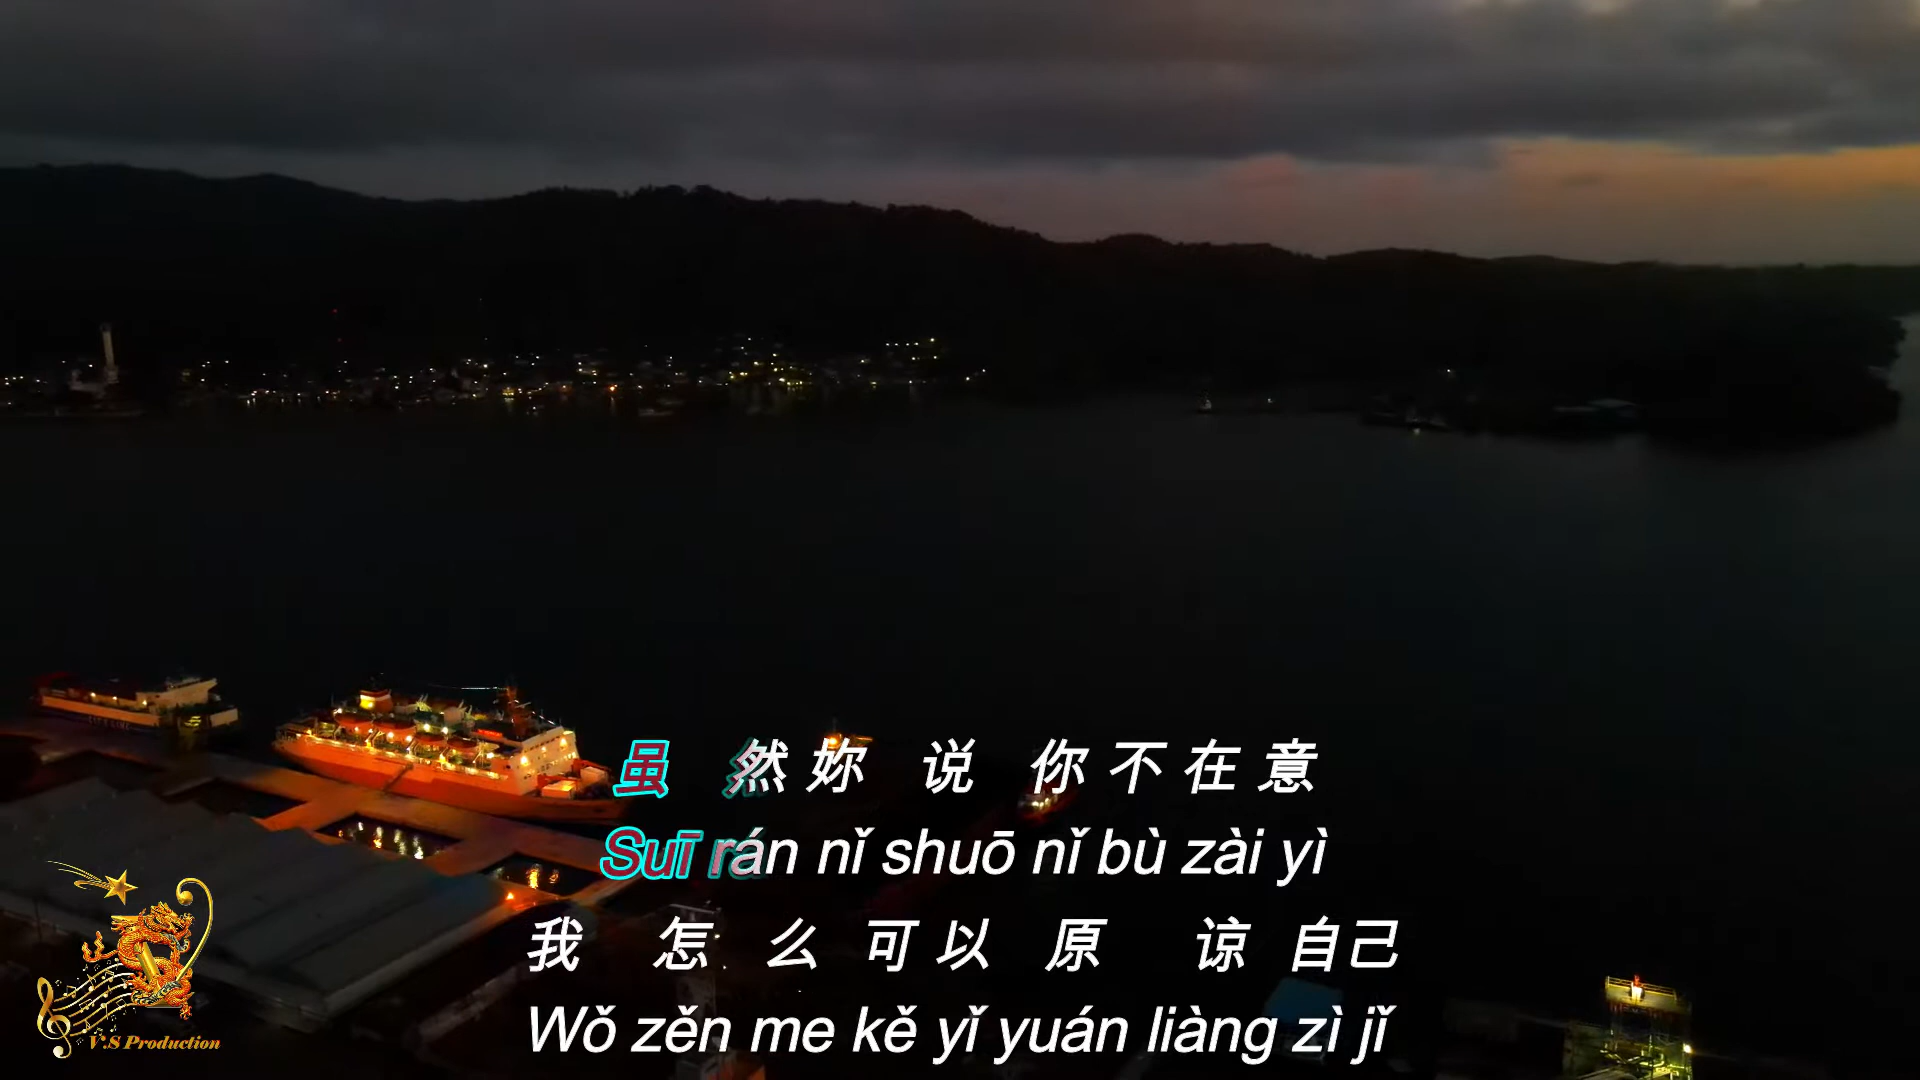 虽 然 妳 说 你 不 在 意
Suī rán nǐ shuō nǐ bù zài yì
我 怎 么 可 以 原 谅 自己
Wǒ zěn me kě yǐ yuán liàng zì jǐ
V.S Production